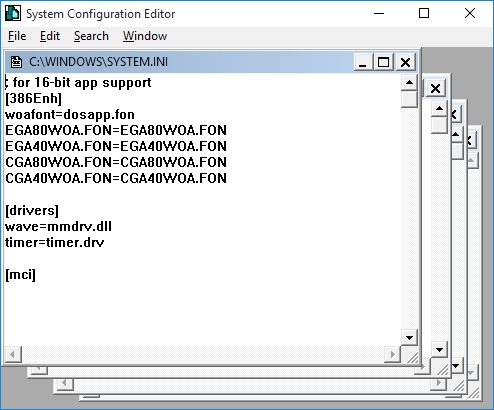 System Configuration Editor
File Edit Search Window
C:\WINDOWS\SYSTEM.INI
; for 16-bit app support
[386Enh]
woafont=dosapp.fon
EGA80WOA.FON=EGA80WOA.FON
EGA40WOA.FON=EGA40WOA.FON
CGA80WOA.FON=CGA80WOA.FON
CGA40WOA.FON=CGA40WOA.FON

[drivers]
wave=mmdrv.dll
timer=timer.drv

[mci]